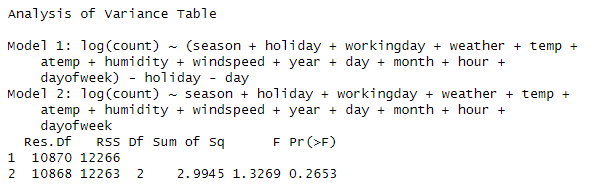 Analysis of Variance Table
Model 1: log(count) ~ (season + holiday + workingday + weather + temp +
atemp + humidity + windspeed + year + day + month + hour +
dayofweek) - holiday - day
Model 2: log(count) ~ season + holiday + workingday + weather + temp +
atemp + humidity + windspeed + year + day + month + hour +
dayofweek
Res.Df RSS Df Sum of Sq F Pr(>F)
1 10870 12266
2 10868 12263 2 2.9945 1.3269 0.2653